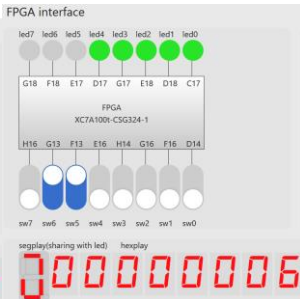 FPGA interface
led7 led6 led5 led4 led3 led2 led1 led0
G18 F18 E17 D17 G17 E18 D18 C17
FPGA
XC7A100t-CSG324-1
H16 G13 F13 E16 H14 G16 F16 D14
sw7 sw6 sw5 sw4 sw3 sw2 sw1 sw0
segplay(sharing with led) hexplay
00000006